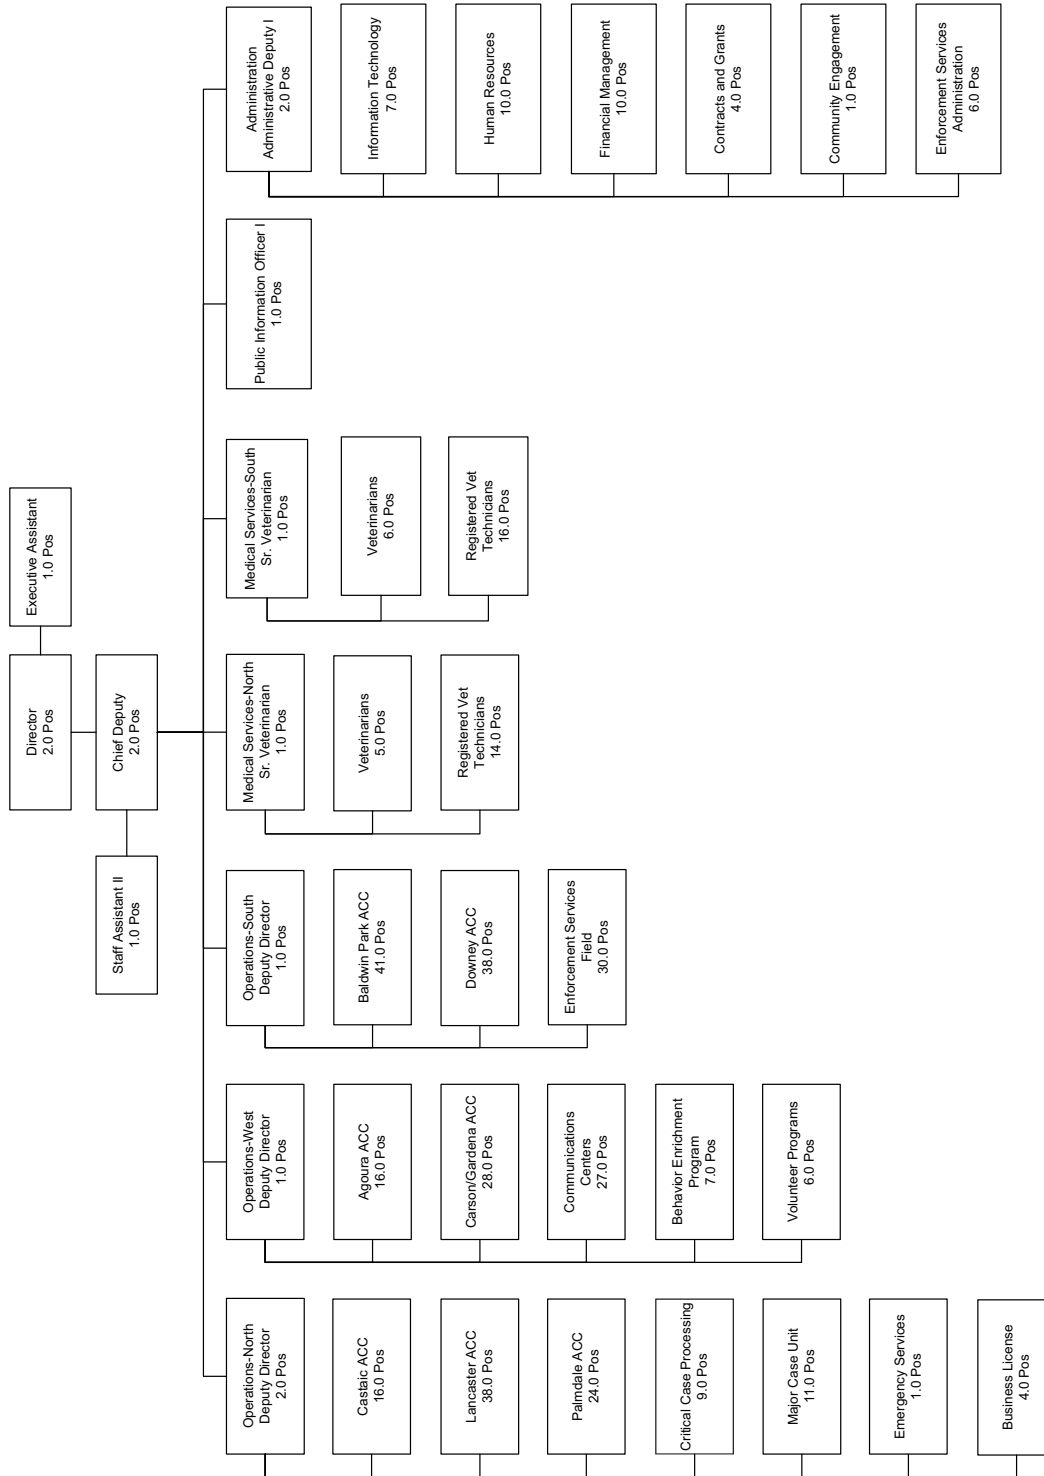 Director
2.0 Pos
Executive Assistant
1.0 Pos
Chief Deputy
2.0 Pos
Staff Assistant II
1.0 Pos
Operations-North
Deputy Director
2.0 Pos
Castaic ACC
16.0 Pos
Lancaster ACC
38.0 Pos
Palmdale ACC
24.0 Pos
Critical Case Processing
9.0 Pos
Major Case Unit
11.0 Pos
Emergency Services
1.0 Pos
Business License
4.0 Pos
Operations-West
Deputy Director
1.0 Pos
Agoura ACC
16.0 Pos
Carson/Gardena ACC
28.0 Pos
Communications
Centers
27.0 Pos
Behavior Enrichment
Program
7.0 Pos
Volunteer Programs
6.0 Pos
Operations-South
Deputy Director
1.0 Pos
Baldwin Park ACC
41.0 Pos
Downey ACC
38.0 Pos
Enforcement Services
Field
30.0 Pos
Medical Services-North
Sr. Veterinarian
1.0 Pos
Veterinarians
5.0 Pos
Registered Vet
Technicians
14.0 Pos
Medical Services-South
Sr. Veterinarian
1.0 Pos
Veterinarians
6.0 Pos
Registered Vet
Technicians
16.0 Pos
Public Information Officer I
1.0 Pos
Administration
Administrative Deputy I
2.0 Pos
Information Technology
7.0 Pos
Human Resources
10.0 Pos
Financial Management
10.0 Pos
Contracts and Grants
4.0 Pos
Community Engagement
1.0 Pos
Enforcement Services
Administration
6.0 Pos